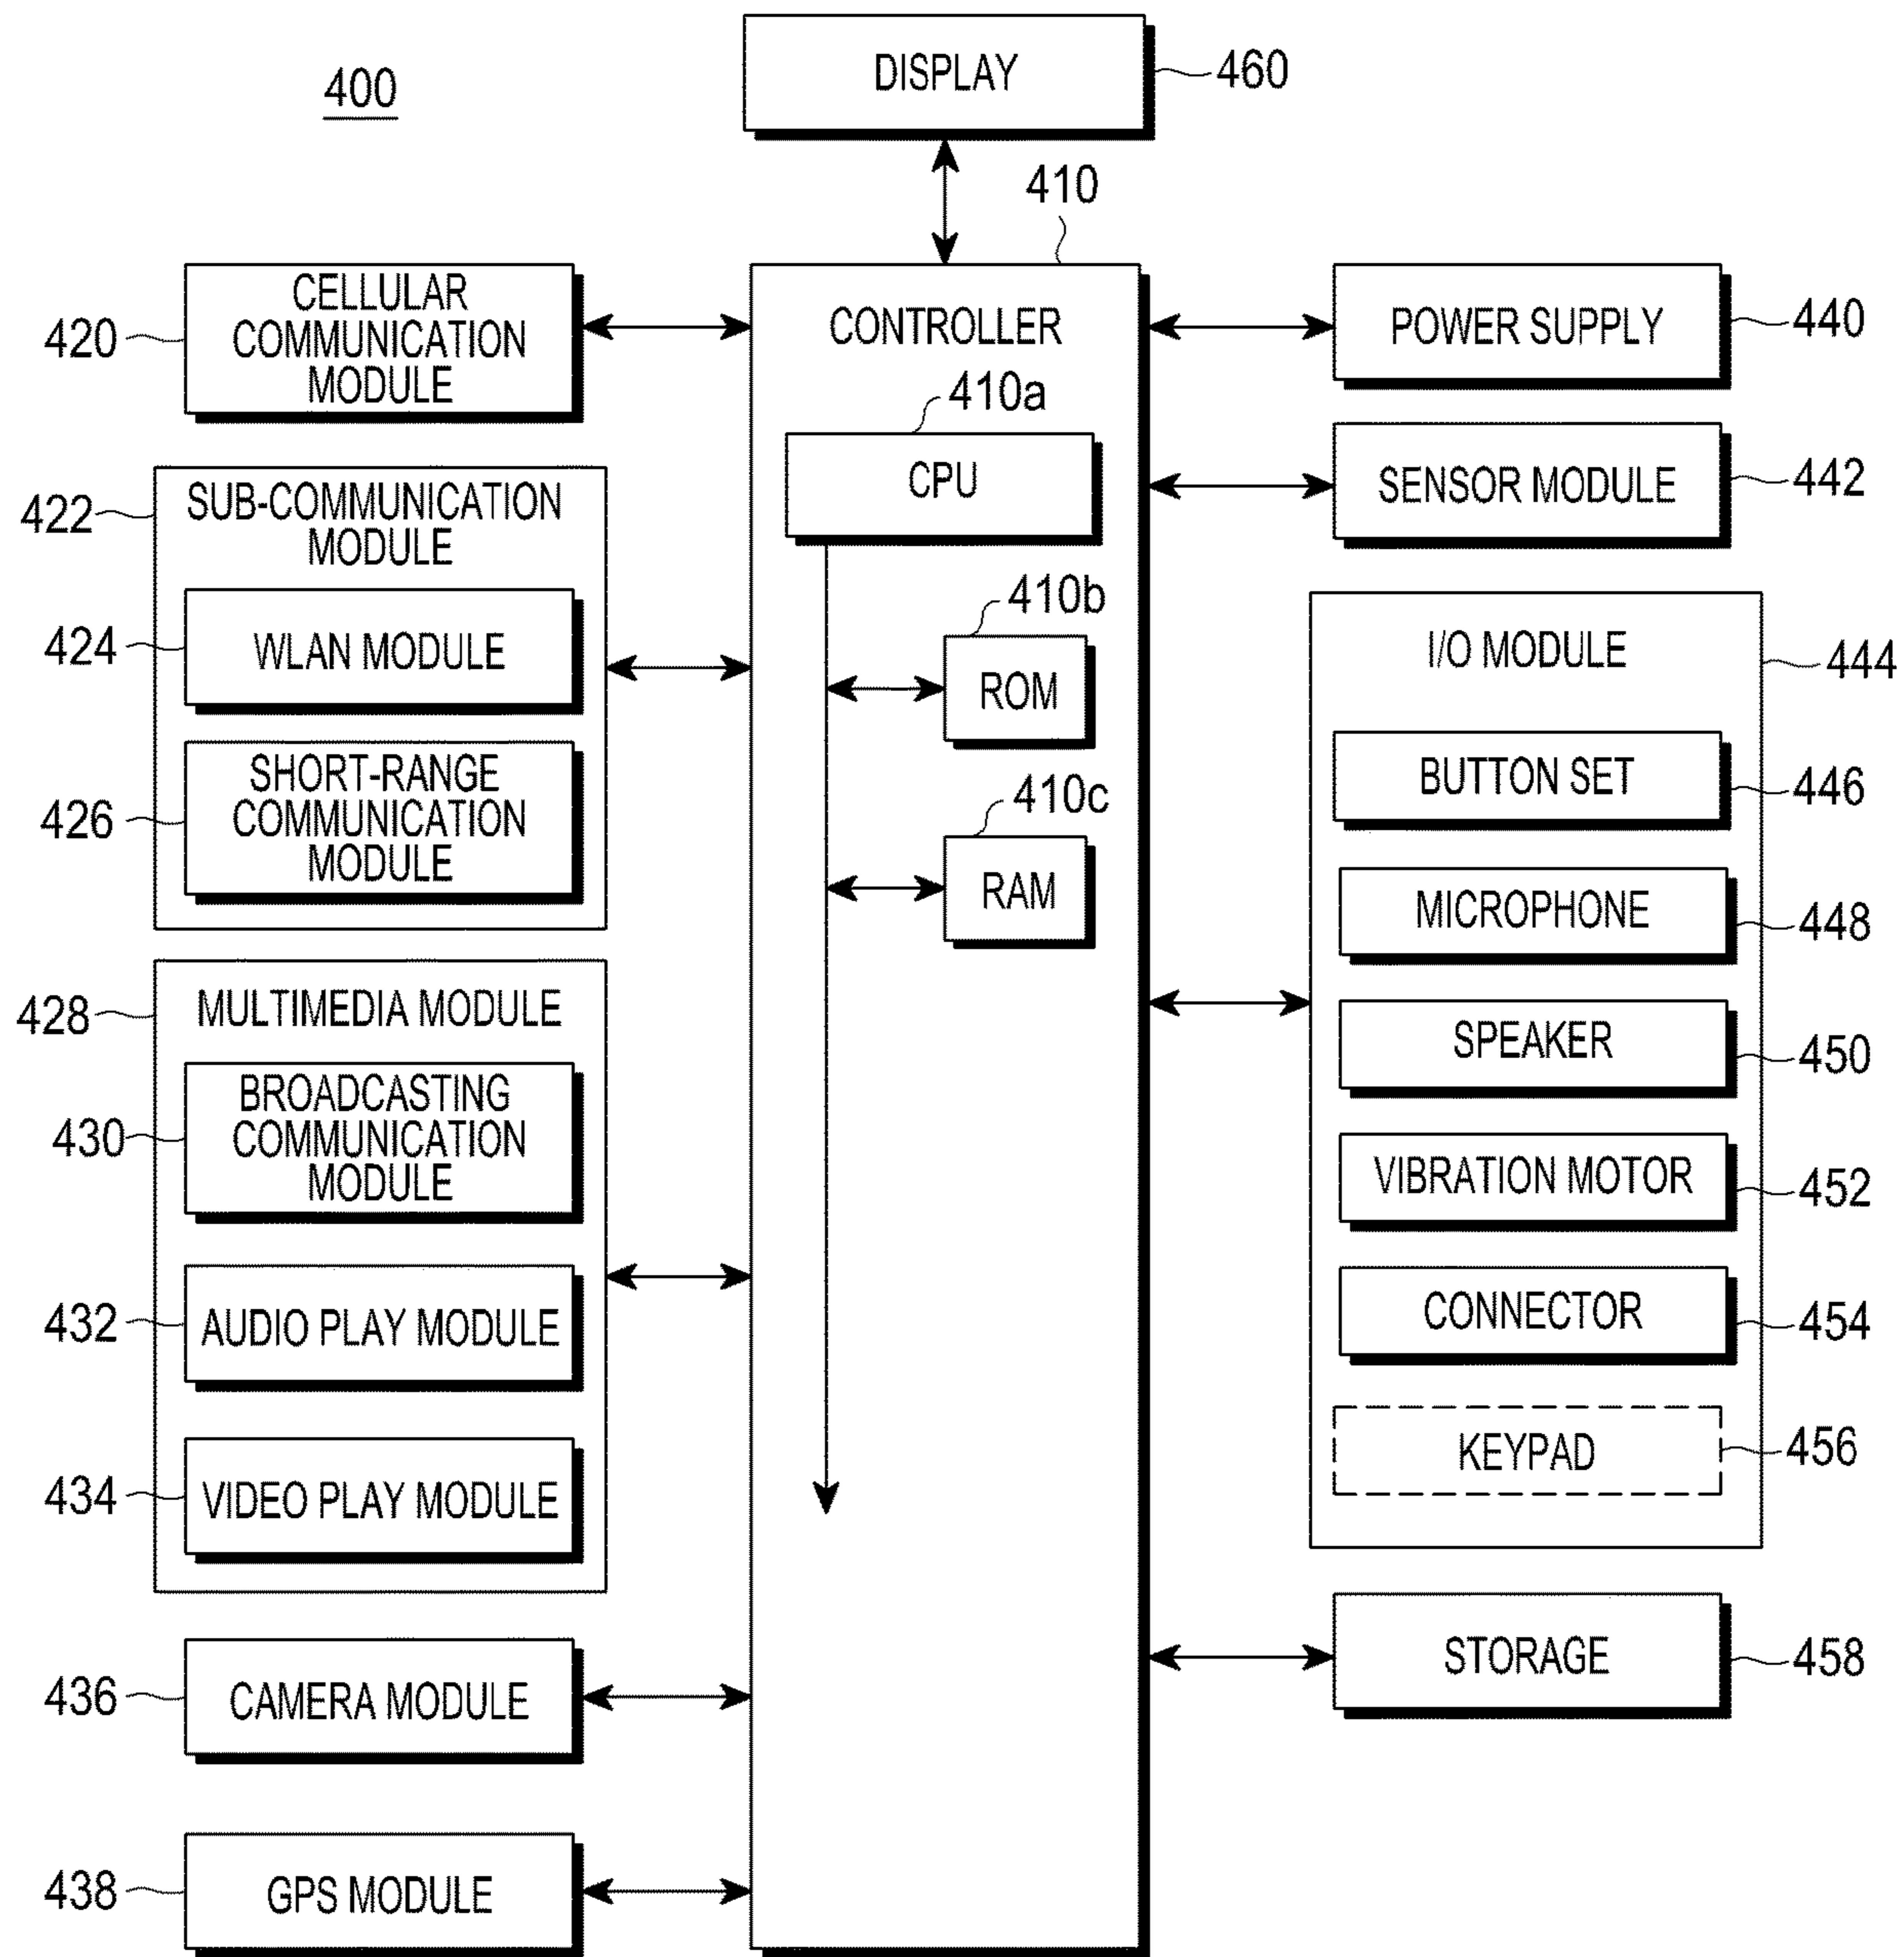 400
DISPLAY
460
410
CONTROLLER
410a
CPU
410b
ROM
410c
RAM
420
CELLULAR
COMMUNICATION
MODULE
422
SUB-COMMUNICATION
MODULE
424
WLAN MODULE
426
SHORT-RANGE
COMMUNICATION
MODULE
428
MULTIMEDIA MODULE
430
BROADCASTING
COMMUNICATION
MODULE
432
AUDIO PLAY MODULE
434
VIDEO PLAY MODULE
436
CAMERA MODULE
438
GPS MODULE
POWER SUPPLY
440
SENSOR MODULE
442
I/O MODULE
444
BUTTON SET
446
MICROPHONE
448
SPEAKER
450
VIBRATION MOTOR
452
CONNECTOR
454
KEYPAD
456
STORAGE
458